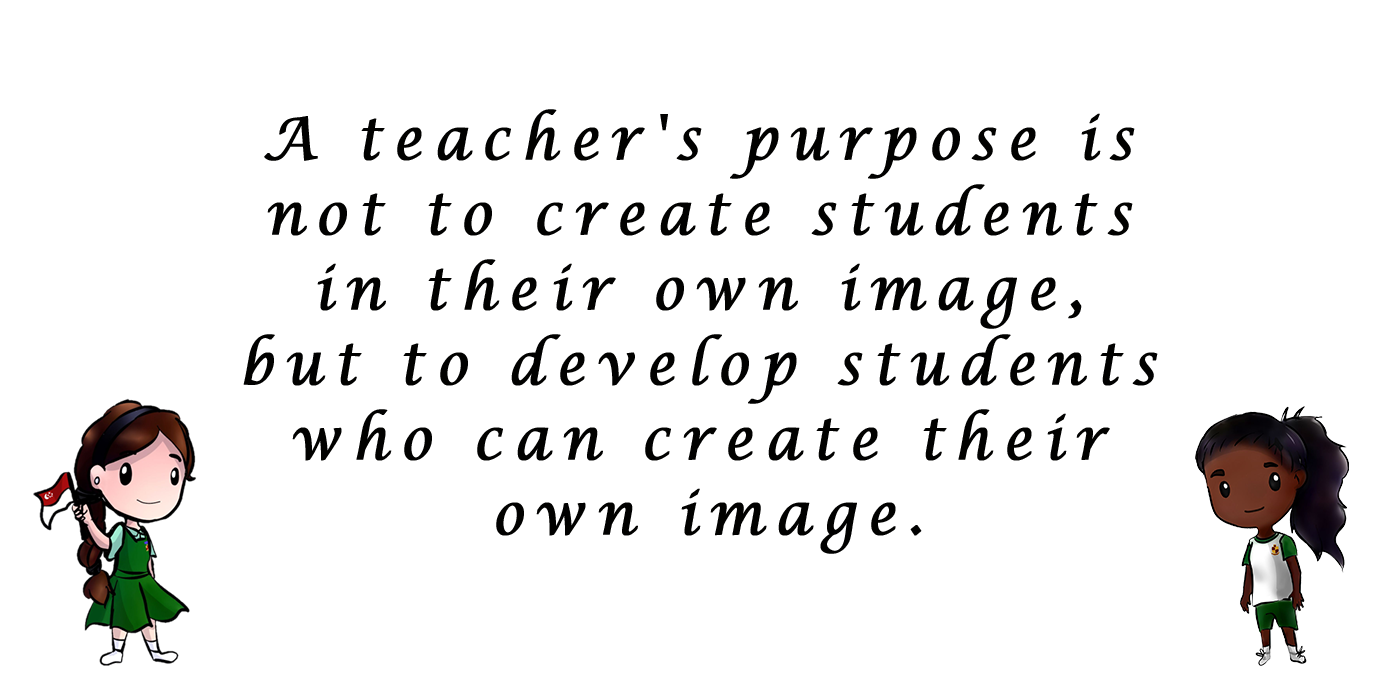 A teacher's purpose is
not to create students
in their own image,
but to develop students
who can create their
own image.